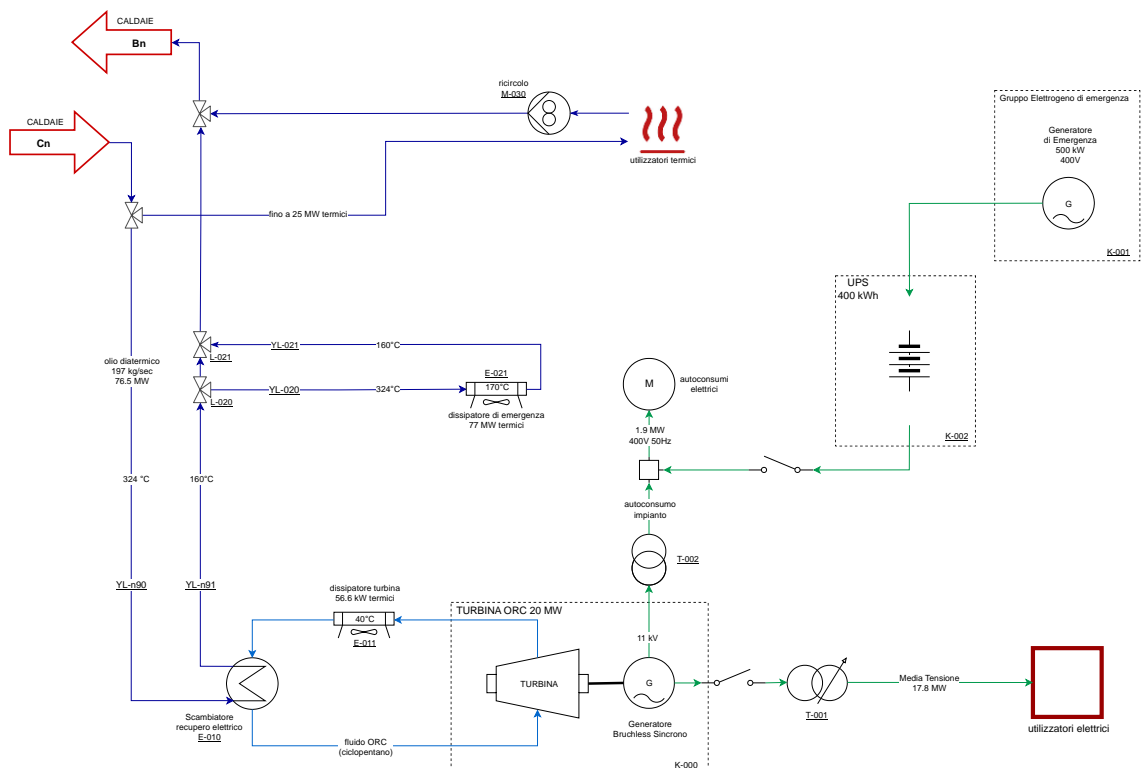 CALDAIE
Bn
CALDAIE
Cn
ricircolo
M-030
utilizzatori termici
fino a 25 MW termici
Gruppo Elettrogeno di emergenza
Generatore
di Emergenza
500 kW
400V
G
K-001
UPS
400 kWh
K-002
olio diatermico
197 kg/sec
76.5 MW
L-021
YL-021
160°C
L-020
YL-020
324°C
E-021
170°C
dissipatore di emergenza
77 MW termici
M
autoconsumi
elettrici
1.9 MW
400V 50Hz
autoconsumo
impianto
T-002
324 °C
160°C
YL-n90
YL-n91
dissipatore turbina
56.6 kW termici
40°C
E-011
TURBINA ORC 20 MW
11 kV
TURBINA
G
Generatore
Bruchless Sincrono
K-000
Scambiatore
recupero elettrico
E-010
fluido ORC
(ciclopentano)
T-001
Media Tensione
17.8 MW
utilizzatori elettrici